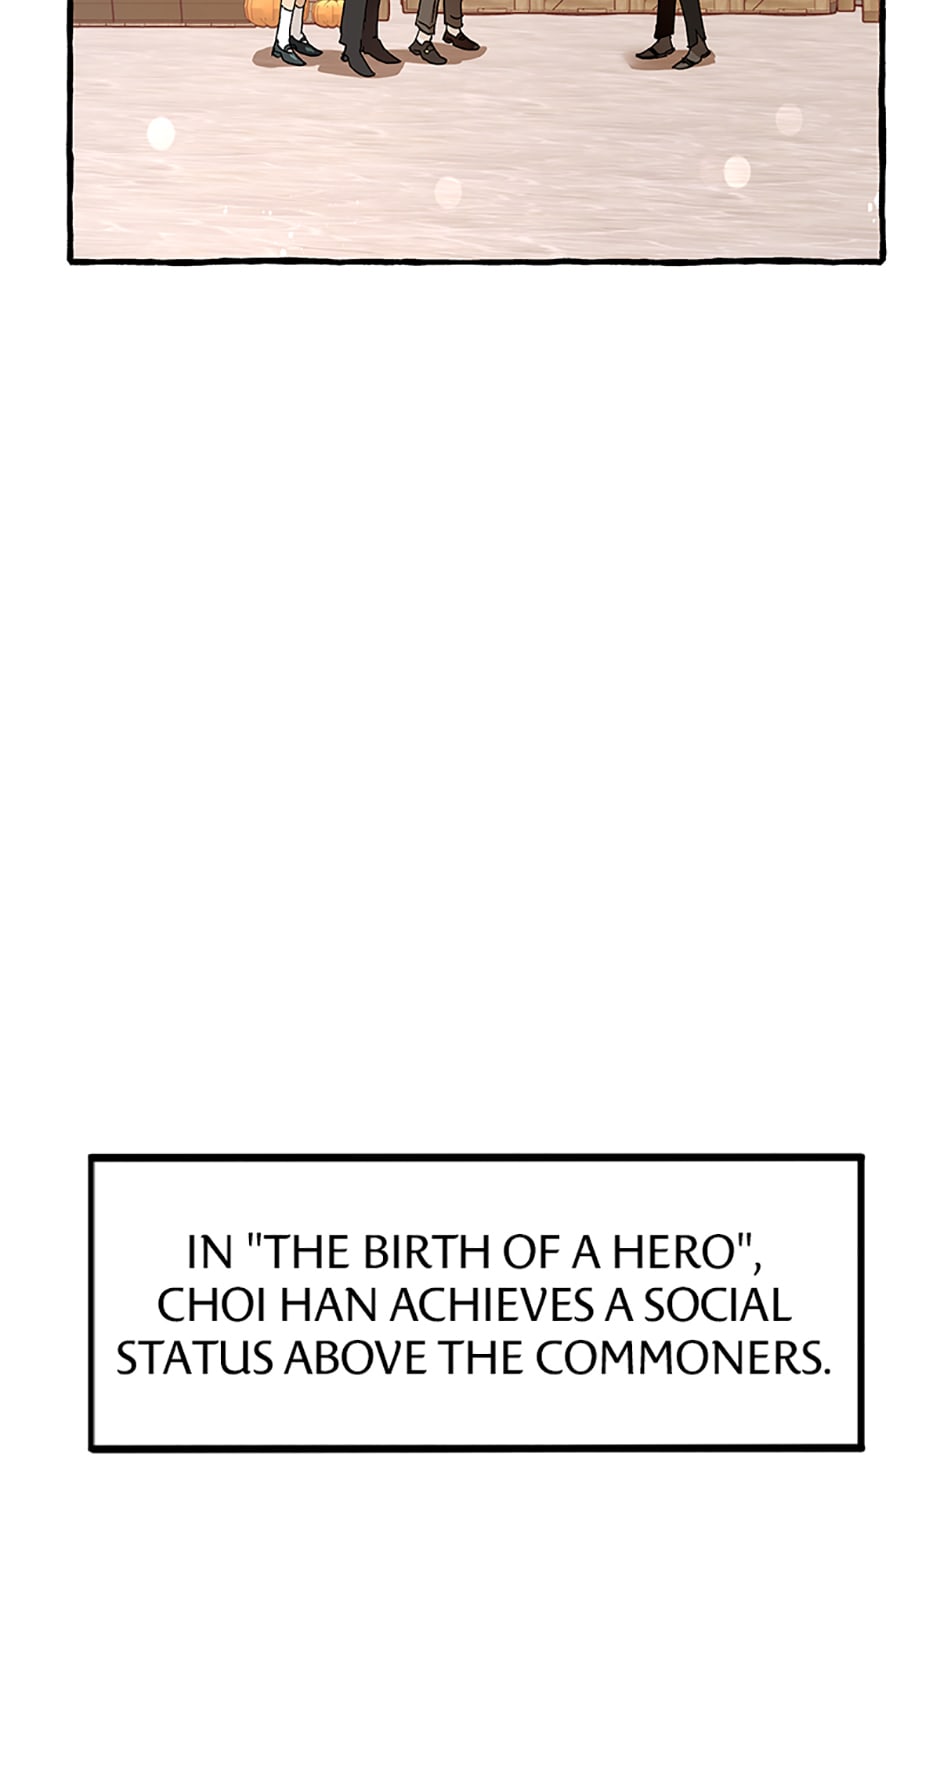 IN "THE BIRTH OF A HERO",
CHOI HAN ACHIEVES A SOCIAL
STATUS ABOVE THE COMMONERS.